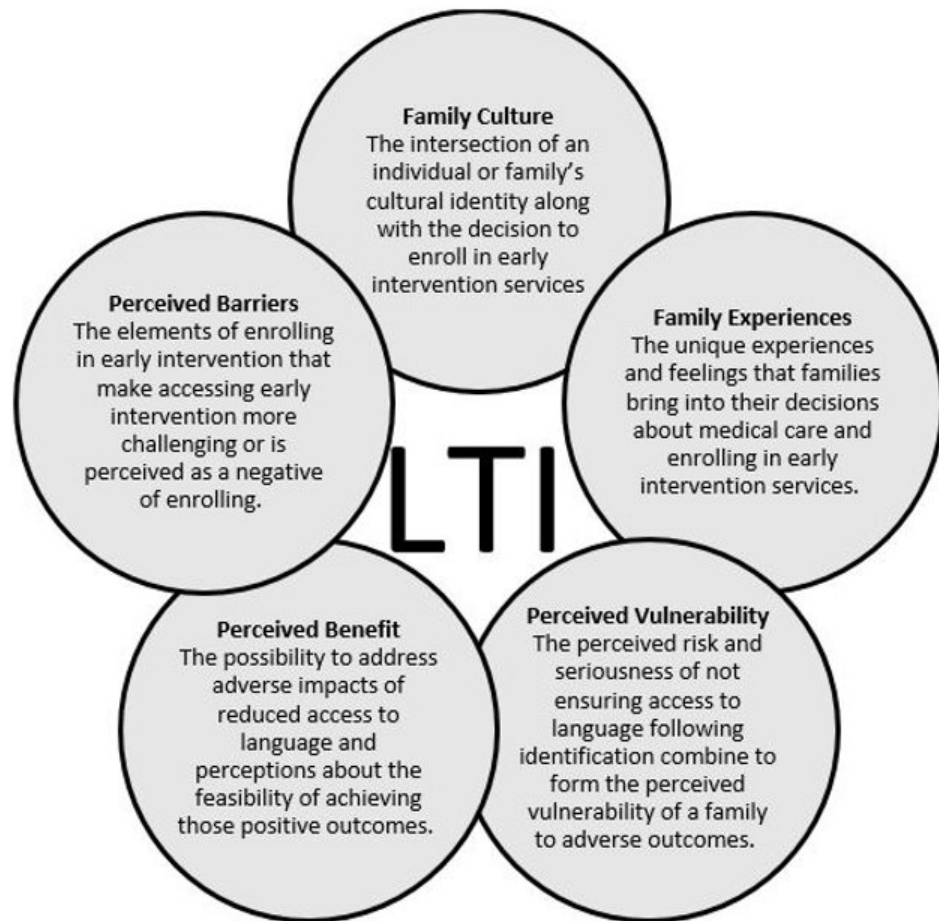 Family Culture
The intersection of an
individual or family's
cultural identity along
with the decision to
enroll in early
intervention services
Perceived Barriers
The elements of enrolling
in early intervention that
make accessing early
intervention more
challenging or is
perceived as a negative
of enrolling.
Family Experiences
The unique experiences
and feelings that families
bring into their decisions
about medical care and
enrolling in early
intervention services.
LTI
Perceived Benefit
The possibility to address
adverse impacts of
reduced access to
language and
perceptions about the
feasibility of achieving
those positive outcomes.
Perceived Vulnerability
The perceived risk and
seriousness of not
ensuring access to
language following
identification combine to
form the perceived
vulnerability of a family
to adverse outcomes.